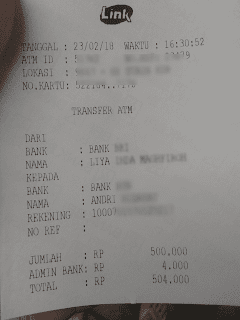 Link
TANGGAL : 23/02/18 WAKTU : 16:30:52
ATM ID :
LOKASI :
NO.KARTU:
TRANSFER ATM
DARI
BANK : BANK
NAMA : LIYA
KEPADA
BANK : BANK
NAMA : ANDRI
REKENING :
NO REF :
JUMLAH : RP 500.000
ADMIN BANK: RP 4.000
TOTAL : RP 504.000